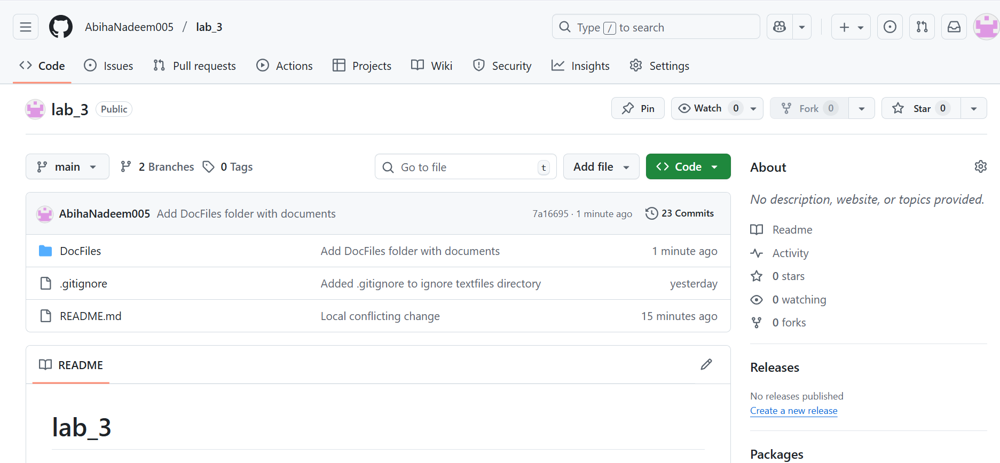 AbihaNadeem005 / lab_3
Type / to search
Code Issues Pull requests Actions Projects Wiki Security Insights Settings
lab_3 Public
Pin Watch 0 Fork 0 Star 0
main 2 Branches 0 Tags
Go to file t Add file Code
AbihaNadeem005 Add DocFiles folder with documents 7a16695 · 1 minute ago 23 Commits
DocFiles Add DocFiles folder with documents 1 minute ago
.gitignore Added .gitignore to ignore textfiles directory yesterday
README.md Local conflicting change 15 minutes ago
README
lab_3
About
No description, website, or topics provided.
Readme
Activity
0 stars
0 watching
0 forks
Releases
No releases published
Create a new release
Packages